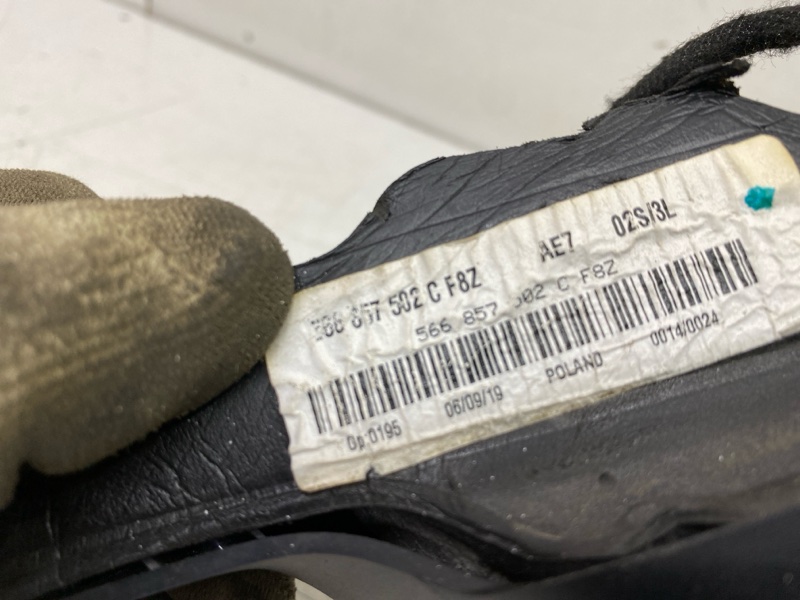 566 857 502 C F8Z AE7 02S/3L
566 857 502 C F8Z
Op.0195 06/09/19 POLAND 0014/0024